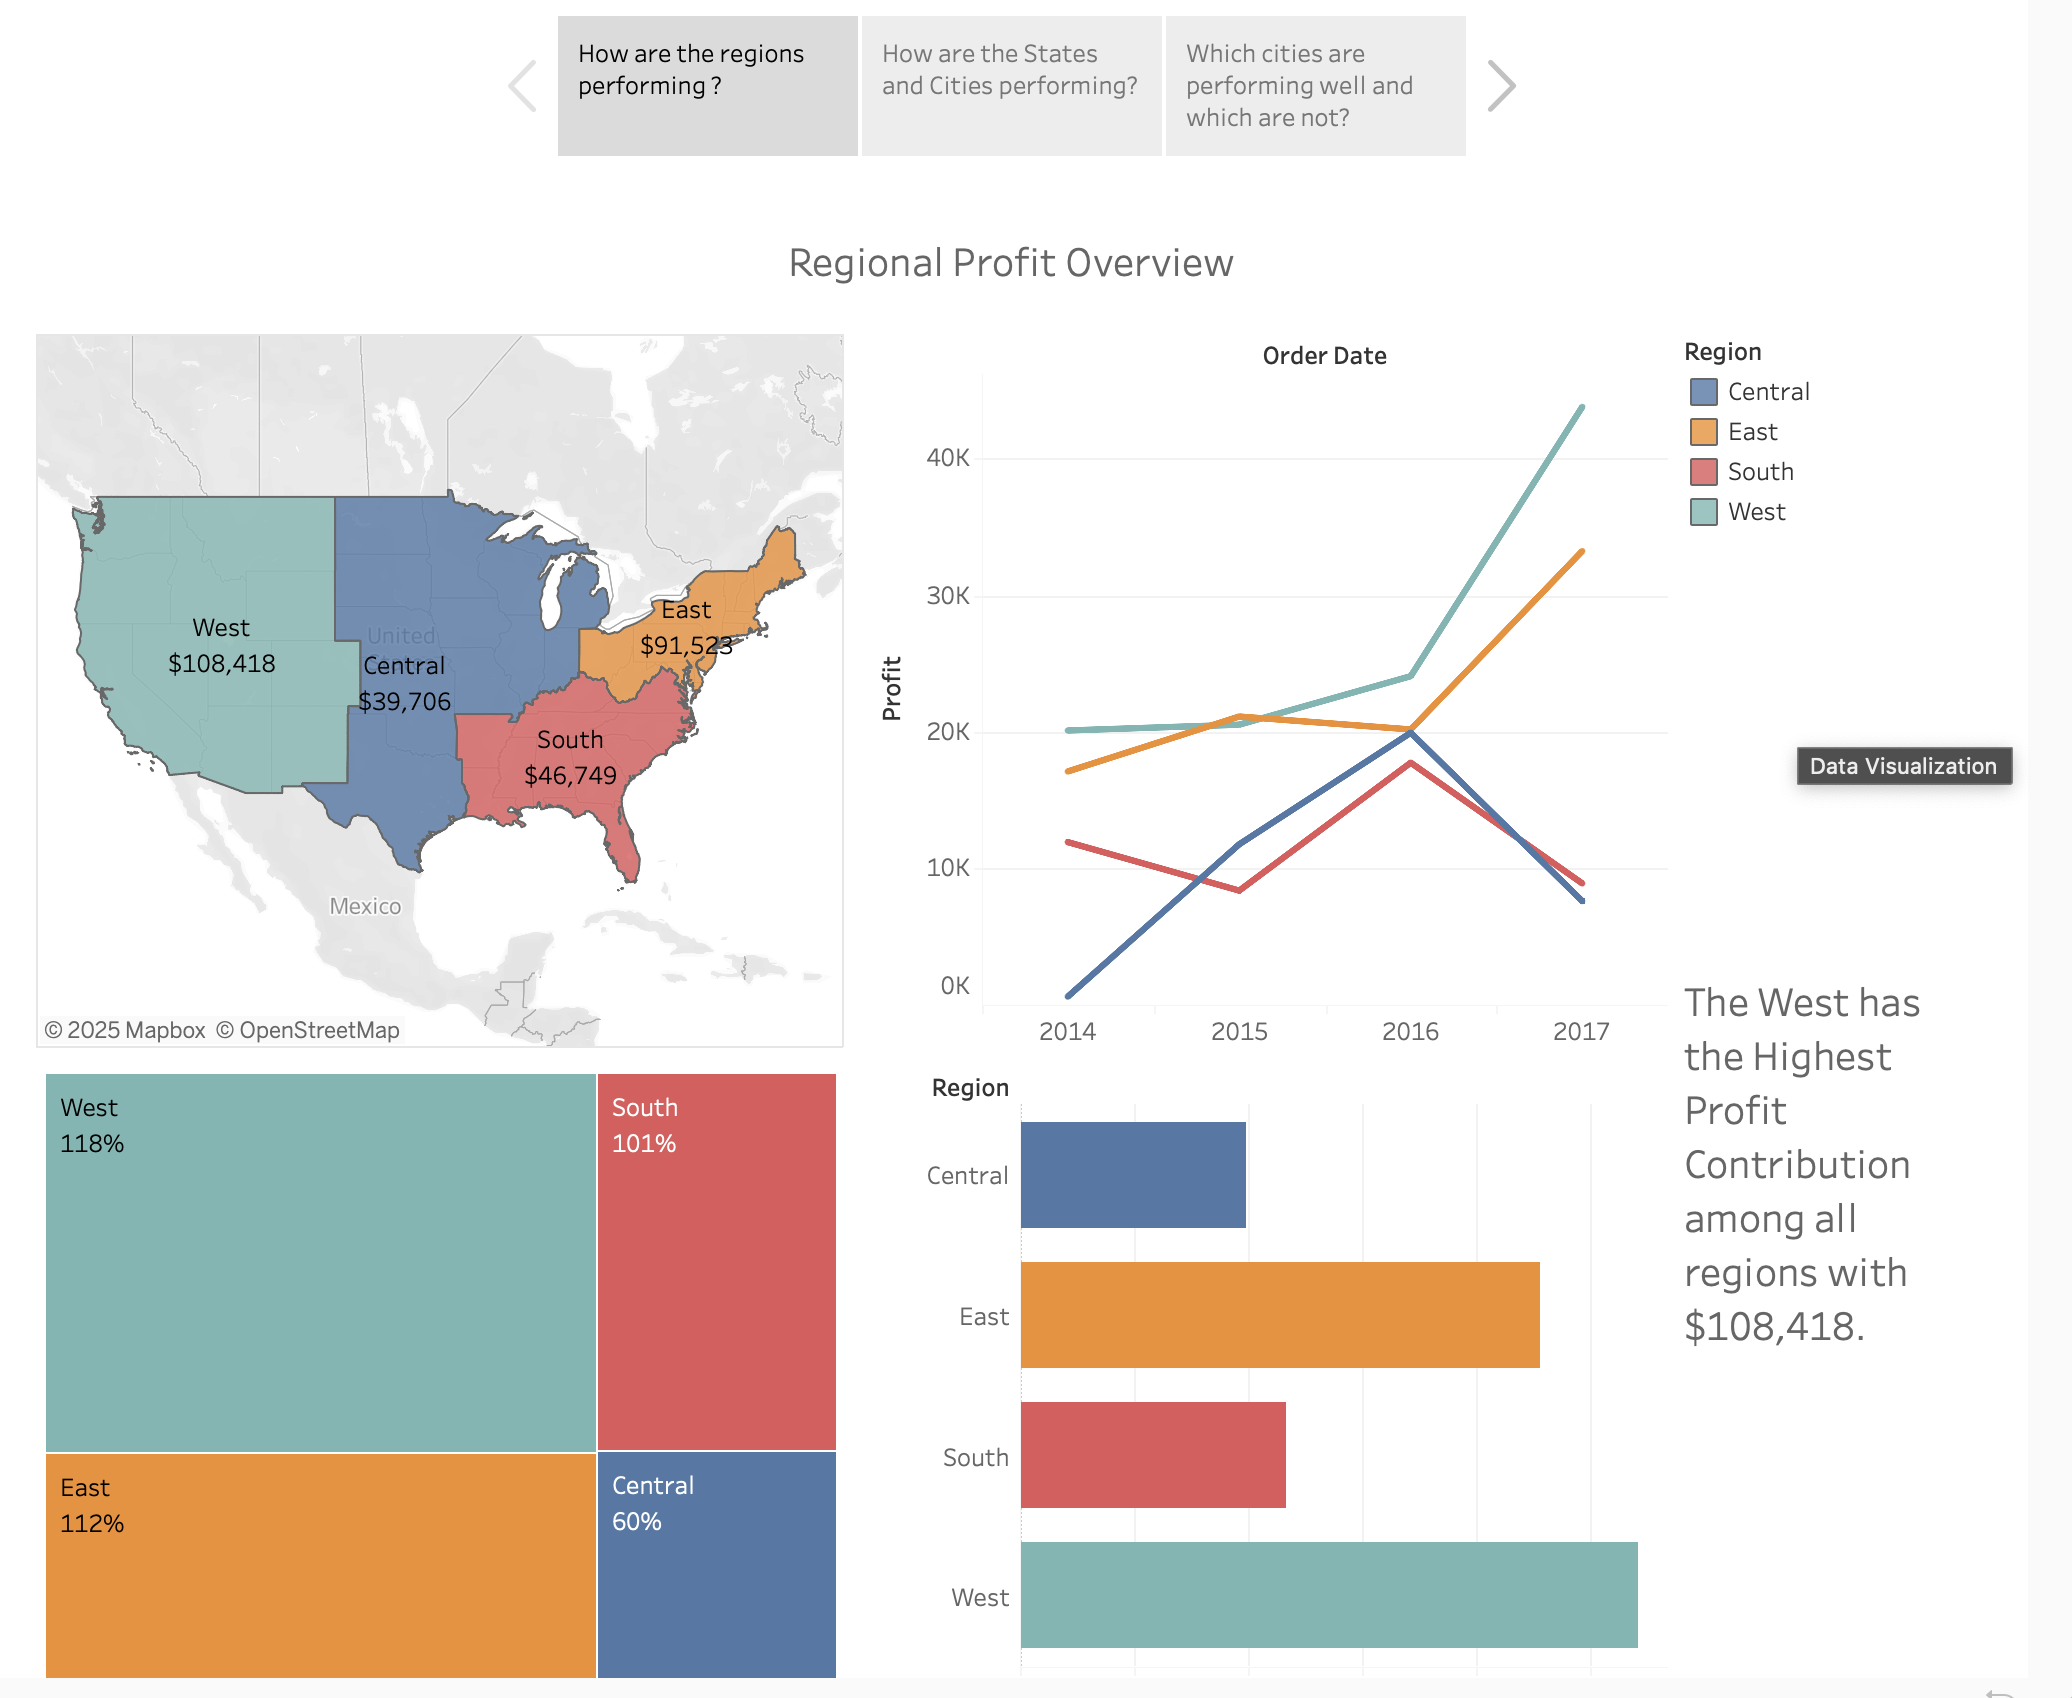 How are the regions
performing ?
How are the States
and Cities performing?
Which cities are
performing well and
which are not?
Regional Profit Overview
West
$108,418
United
Central
$39,706
East
$91,523
South
$46,749
Mexico
© 2025 Mapbox © OpenStreetMap
Order Date
Profit
40K
30K
20K
10K
0K
2014 2015 2016 2017
Region
Central
East
South
West
Data Visualization
West
118%
South
101%
East
112%
Central
60%
Region
Central
East
South
West
The West has
the Highest
Profit
Contribution
among all
regions with
$108,418.